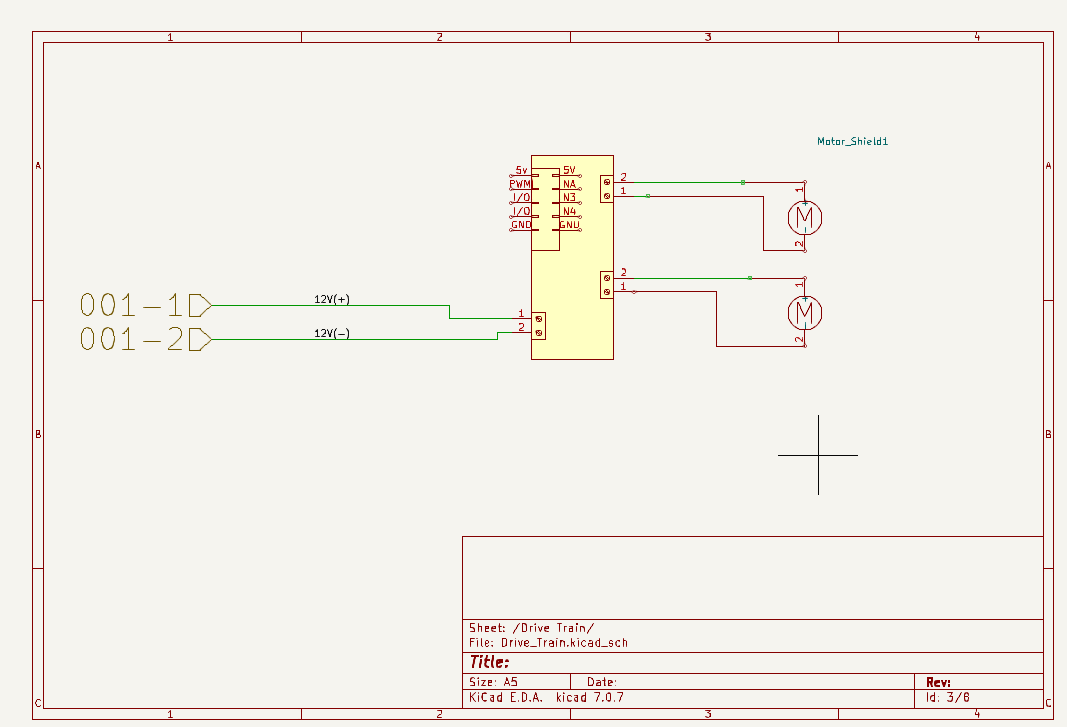 1 2 3 4
Motor_Shield1
A A
5v 5V 2
PWM NA 1 1
I/O N3 M
I/O N4
GND GND 2
2
1 1
M
001-1 12V(+) 1
001-2 12V(-) 2 2
B B
Sheet: /Drive Train/
File: Drive_Train.kicad_sch
Title:
Size: A5 Date: Rev:
KiCad E.D.A. kicad 7.0.7 Id: 3/8
C C
1 2 3 4